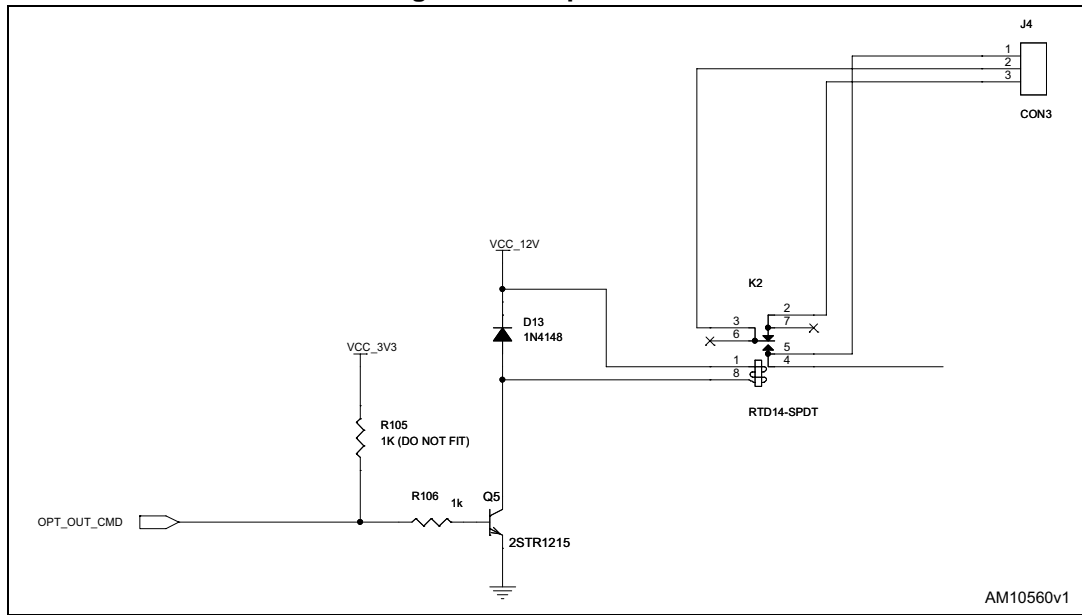 J4
1
2
3
CON3
VCC_12V
K2
D13
1N4148
3
6
2
7
5
4
1
8
RTD14-SPDT
VCC_3V3
R105
1K (DO NOT FIT)
R106 1k
Q5
OPT_OUT_CMD
2STR1215
AM10560v1